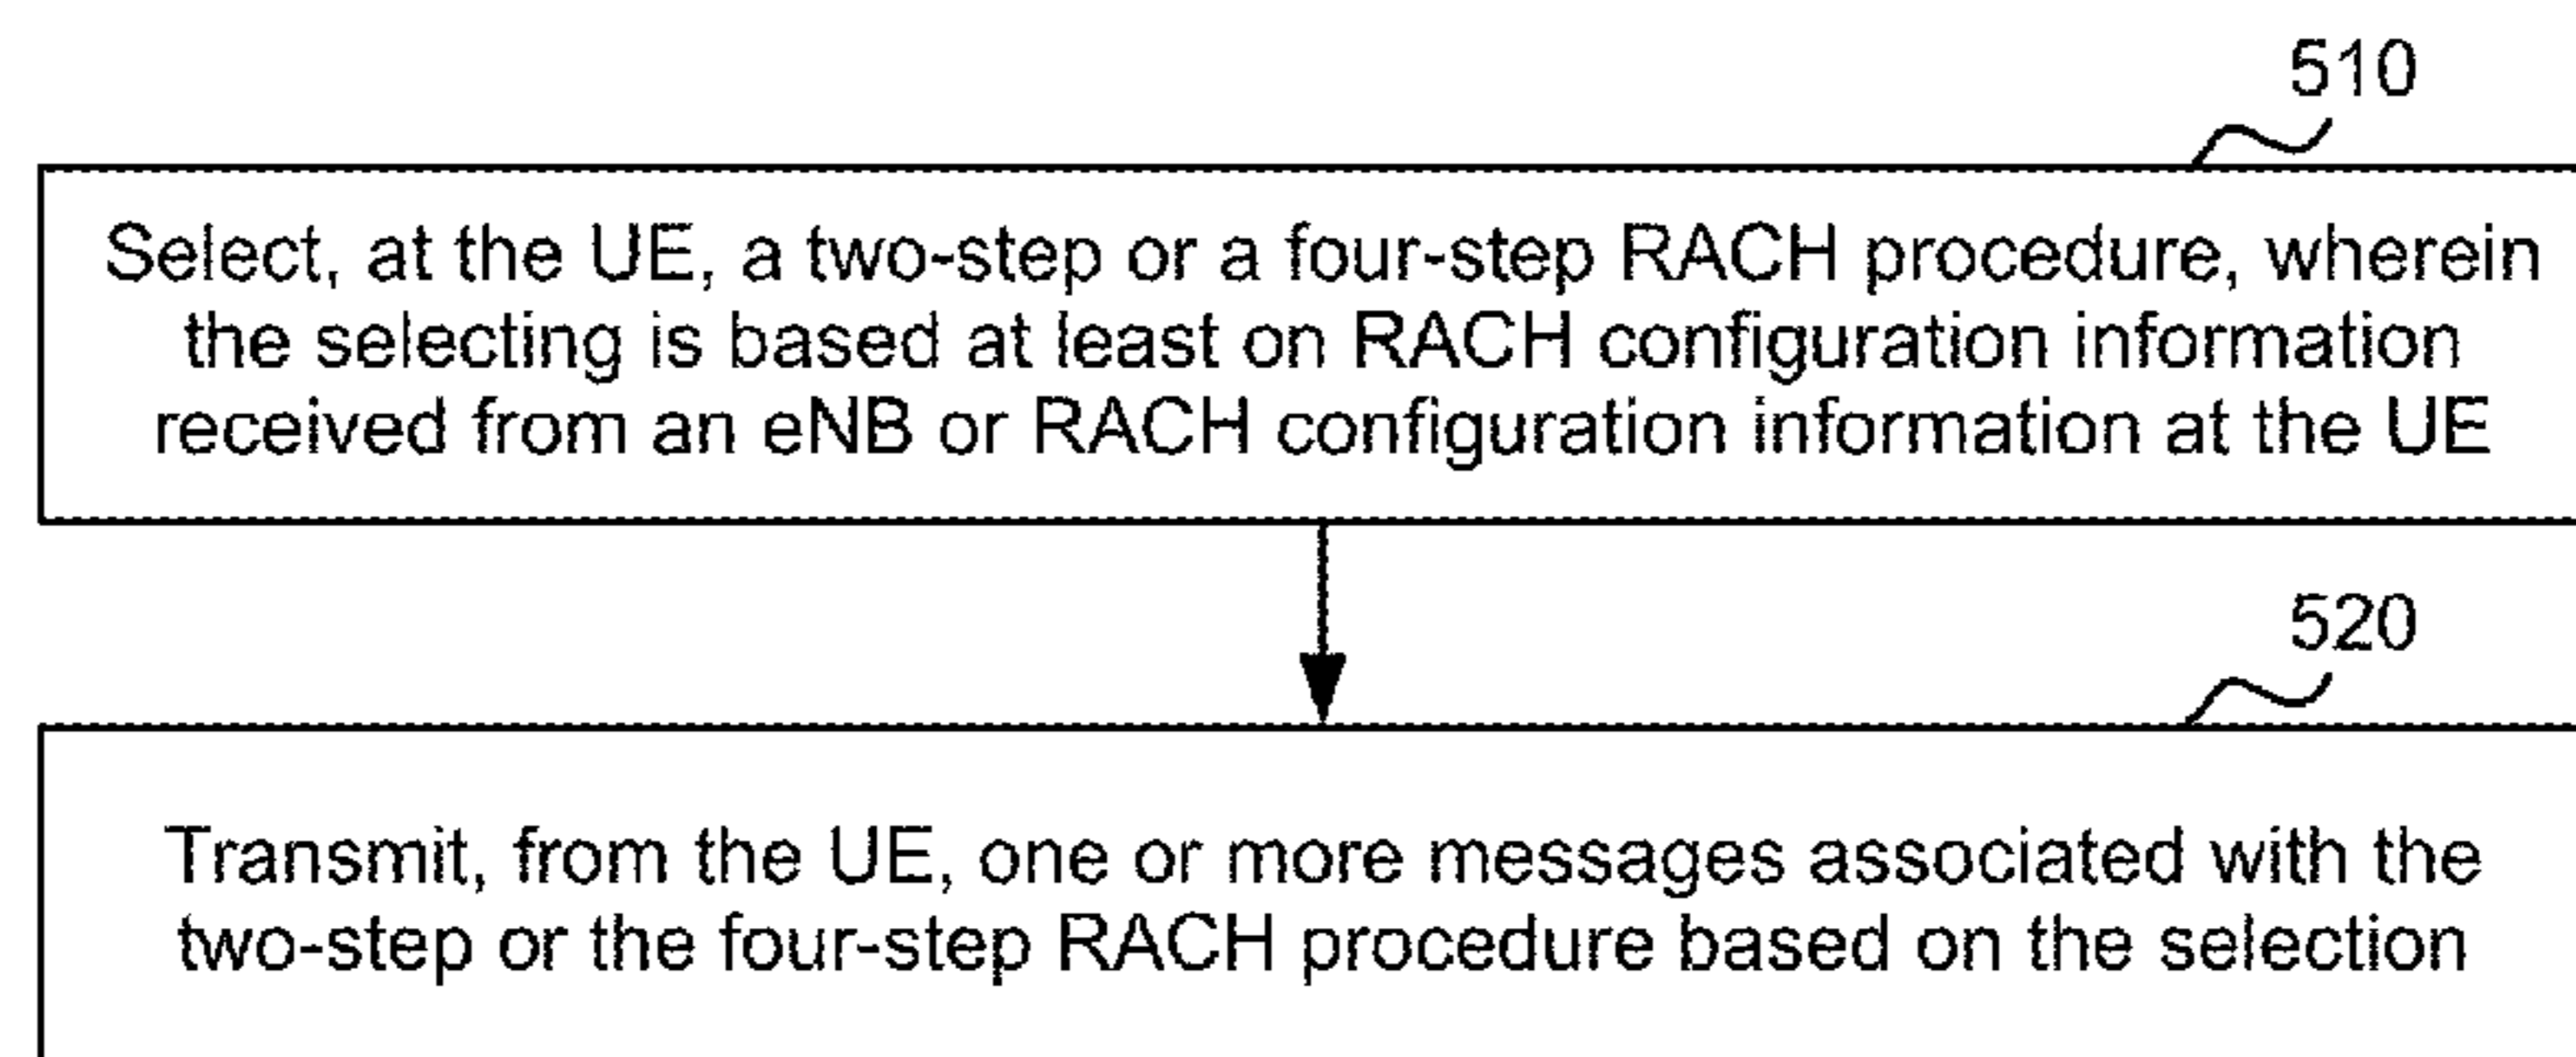 510
Select, at the UE, a two-step or a four-step RACH procedure, wherein
the selecting is based at least on RACH configuration information
received from an eNB or RACH configuration information at the UE
520
Transmit, from the UE, one or more messages associated with the
two-step or the four-step RACH procedure based on the selection